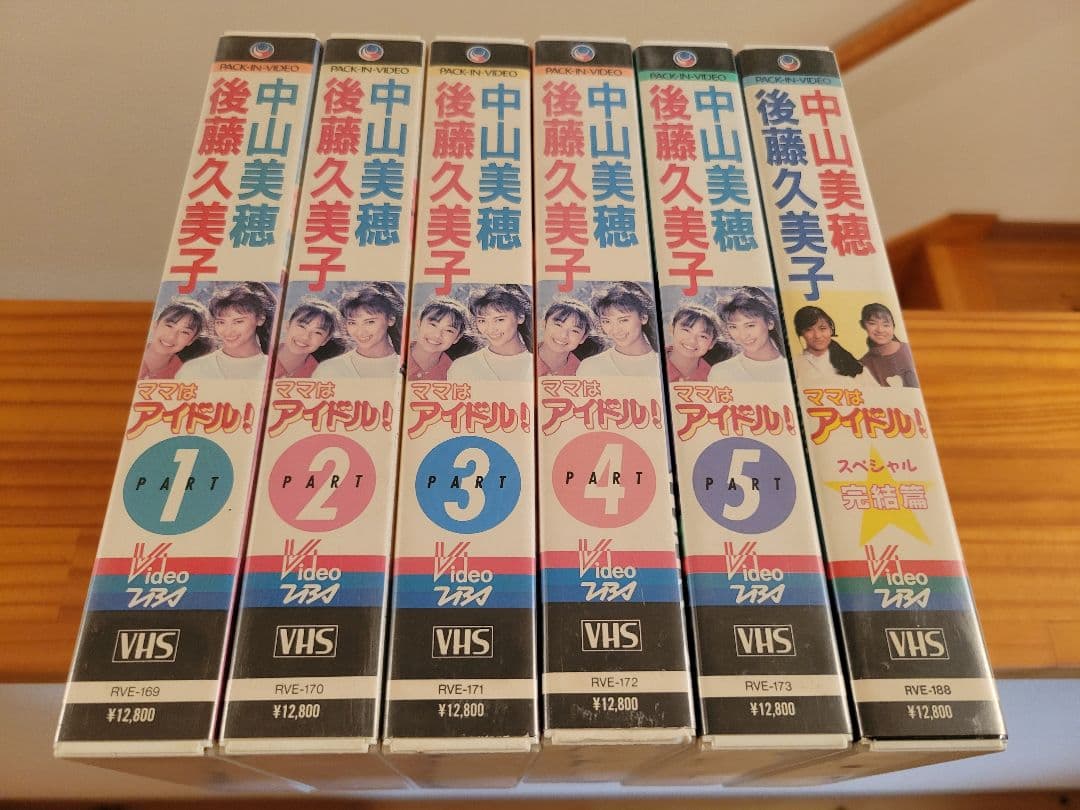 PACK-IN-VIDEO
中山美穂
後藤久美子
ママは
アイドル!
PART 1
Video
TBS
VHS
RVE-169
¥12,800
PACK-IN-VIDEO
中山美穂
後藤久美子
ママは
アイドル!
PART 2
Video
TBS
VHS
RVE-170
¥12,800
PACK-IN-VIDEO
中山美穂
後藤久美子
ママは
アイドル!
PART 3
Video
TBS
VHS
RVE-171
¥12,800
PACK-IN-VIDEO
中山美穂
後藤久美子
ママは
アイドル!
PART 4
Video
TBS
VHS
RVE-172
¥12,800
PACK-IN-VIDEO
中山美穂
後藤久美子
ママは
アイドル!
PART 5
Video
TBS
VHS
RVE-173
¥12,800
PACK-IN-VIDEO
中山美穂
後藤久美子
ママは
アイドル!
スペシャル
完結篇
Video
TBS
VHS
RVE-188
¥12,800